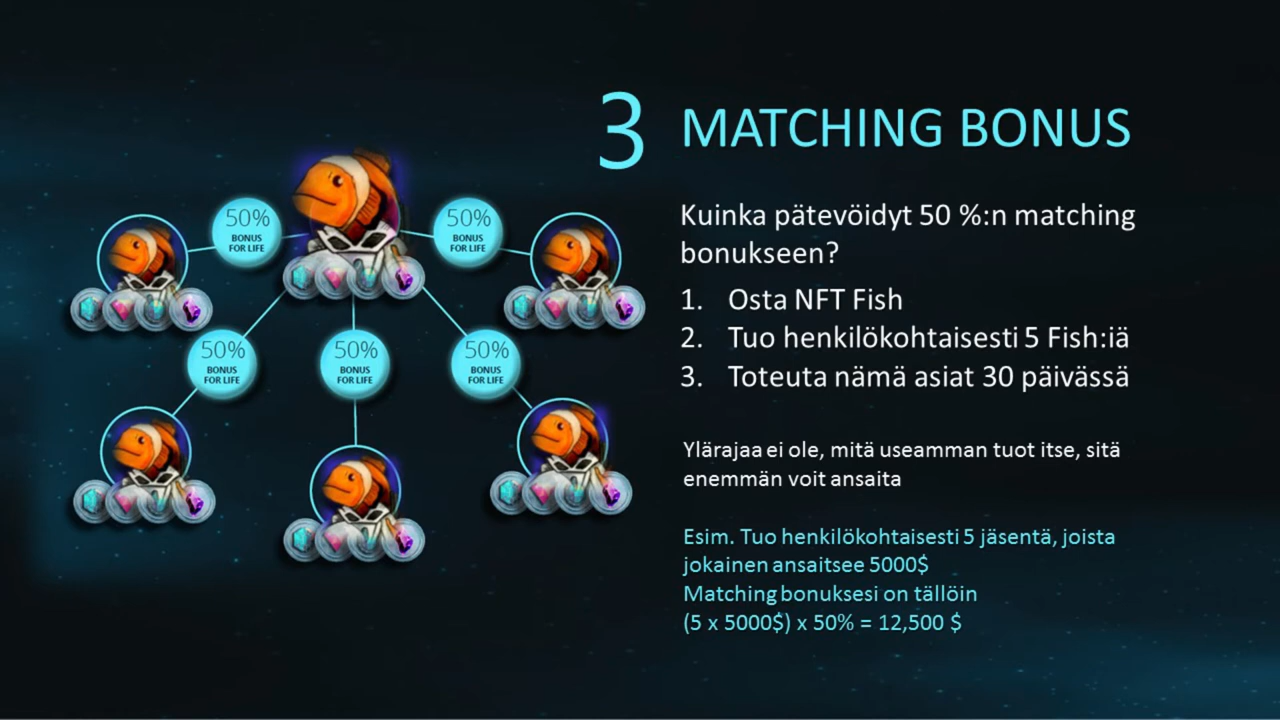 3 MATCHING BONUS
Kuinka pätevöidyt 50 %:n matching
bonukseen?
1. Osta NFT Fish
2. Tuo henkilökohtaisesti 5 Fish:iä
3. Toteuta nämä asiat 30 päivässä
Ylärajaa ei ole, mitä useamman tuot itse, sitä
enemmän voit ansaita
Esim. Tuo henkilökohtaisesti 5 jäsentä, joista
jokainen ansaitsee 5000$
Matching bonuksesi on tällöin
(5 x 5000$) x 50% = 12,500 $
50%
BONUS
FOR LIFE
50%
BONUS
FOR LIFE
50%
BONUS
FOR LIFE
50%
BONUS
FOR LIFE
50%
BONUS
FOR LIFE